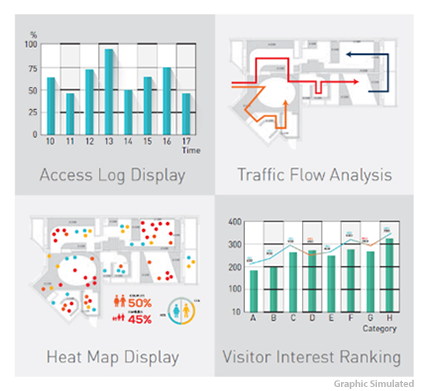 %
100
75
50
25
0
10 11 12 13 14 15 16 17
Time
Access Log Display
Traffic Flow Analysis
50%
45%
Heat Map Display
400
300
200
100
10
A B C D E F G H
Category
Visitor Interest Ranking
Graphic Simulated